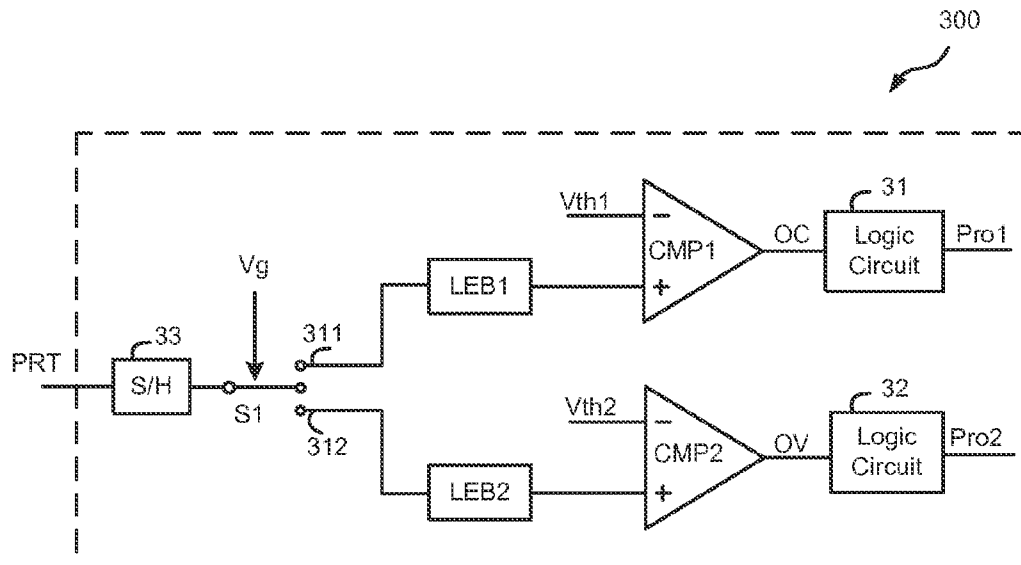 300
31
Vth1
−
OC
Logic
Circuit
Pro1
CMP1
Vg
LEB1
+
311
33
PRT
S/H
S1
312
32
Vth2
−
OV
Logic
Circuit
Pro2
CMP2
LEB2
+